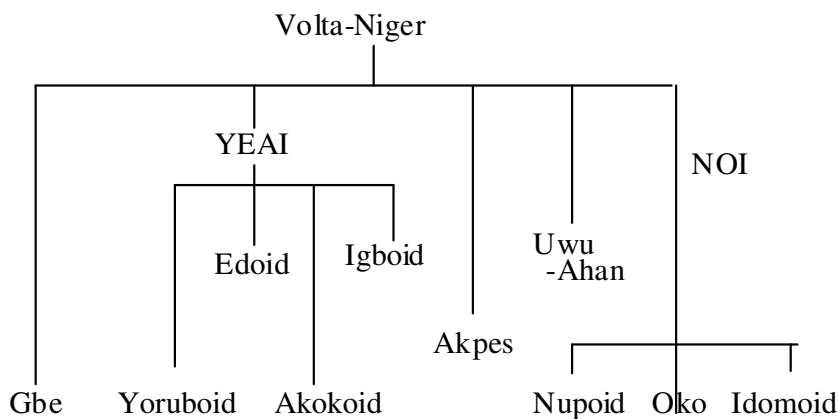 Volta-Niger
YEAI
NOI
Edoid
Igboid
Uwu
-Ahan
Akpes
Gbe
Yoruboid
Akokoid
Nupoid
Oko
Idomoid